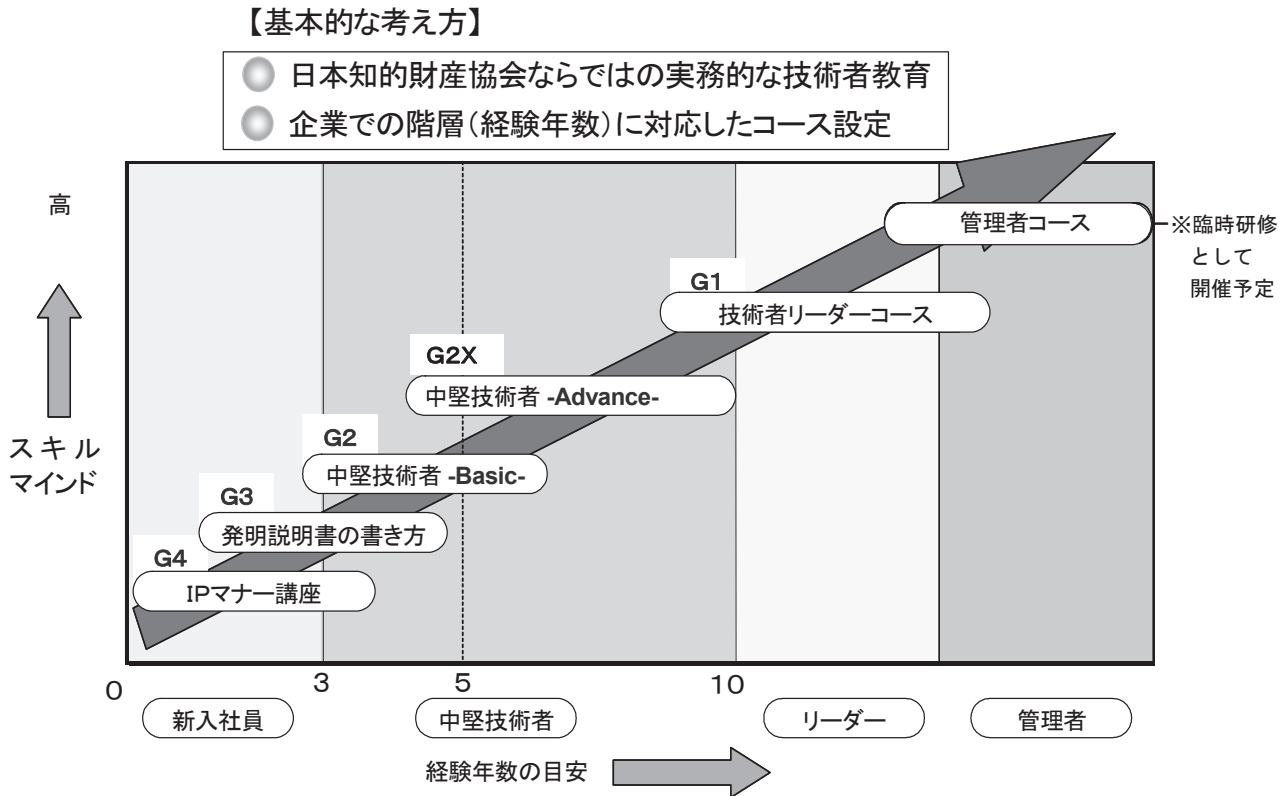 【基本的な考え方】
日本知的財産協会ならではの実務的な技術者教育
企業での階層(経験年数)に対応したコース設定
高
スキル
マインド
管理者コース
※臨時研修
として
開催予定
G1
技術者リーダーコース
G2X
中堅技術者 -Advance-
G2
中堅技術者 -Basic-
G3
発明説明書の書き方
G4
IPマナー講座
0
3
5
10
新入社員
中堅技術者
リーダー
管理者
経験年数の目安